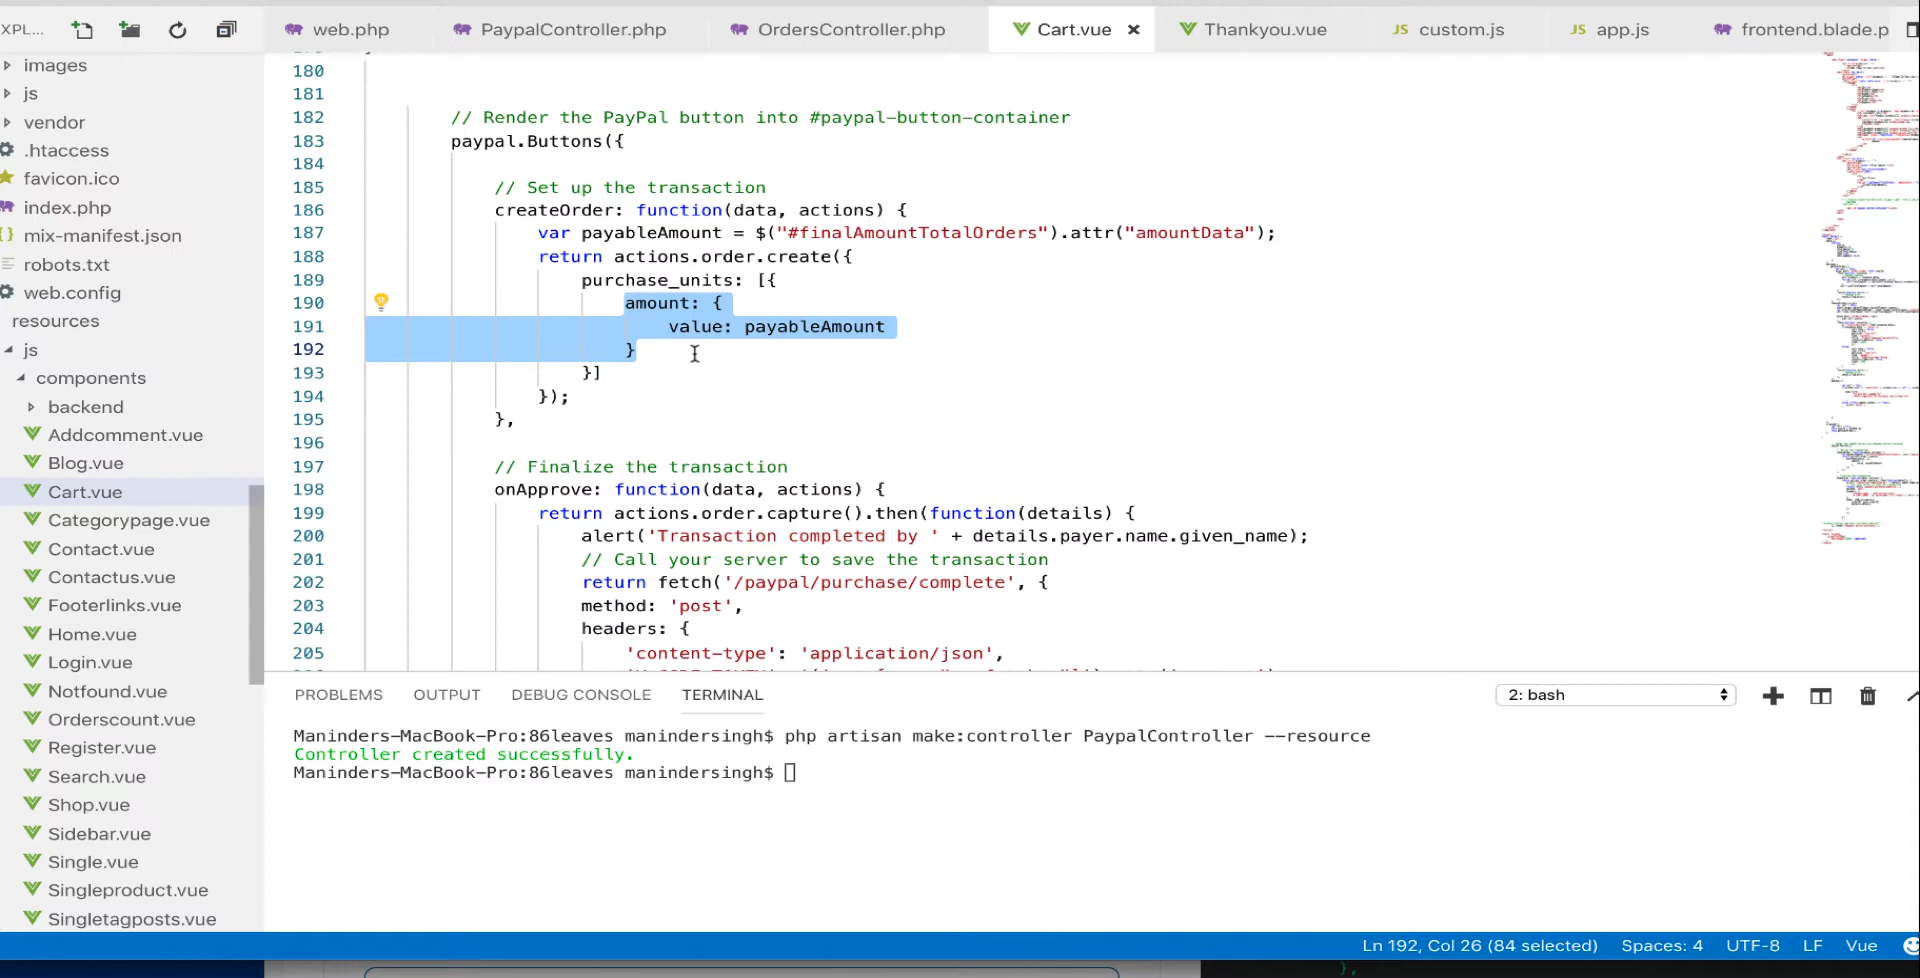 XPL...
web.php
PaypalController.php
OrdersController.php
Cart.vue
Thankyou.vue
JS custom.js
JS app.js
frontend.blade.p
images
js
vendor
.htaccess
favicon.ico
index.php
mix-manifest.json
robots.txt
web.config
resources
js
components
backend
Addcomment.vue
Blog.vue
Cart.vue
Categorypage.vue
Contact.vue
Contactus.vue
Footerlinks.vue
Home.vue
Login.vue
Notfound.vue
Orderscount.vue
Register.vue
Search.vue
Shop.vue
Sidebar.vue
Single.vue
Singleproduct.vue
Singletagposts.vue
180
181
182 // Render the PayPal button into #paypal-button-container
183 paypal.Buttons({
184
185 // Set up the transaction
186 createOrder: function(data, actions) {
187 var payableAmount = $("#finalAmountTotalOrders").attr("amountData");
188 return actions.order.create({
189 purchase_units: [{
190 amount: {
191 value: payableAmount
192 }
193 }]
194 });
195 },
196
197 // Finalize the transaction
198 onApprove: function(data, actions) {
199 return actions.order.capture().then(function(details) {
200 alert('Transaction completed by ' + details.payer.name.given_name);
201 // Call your server to save the transaction
202 return fetch('/paypal/purchase/complete', {
203 method: 'post',
204 headers: {
205 'content-type': 'application/json',
PROBLEMS OUTPUT DEBUG CONSOLE TERMINAL
2: bash
Maninders-MacBook-Pro:86leaves manindersingh$ php artisan make:controller PaypalController --resource
Controller created successfully.
Maninders-MacBook-Pro:86leaves manindersingh$
Ln 192, Col 26 (84 selected) Spaces: 4 UTF-8 LF Vue
},